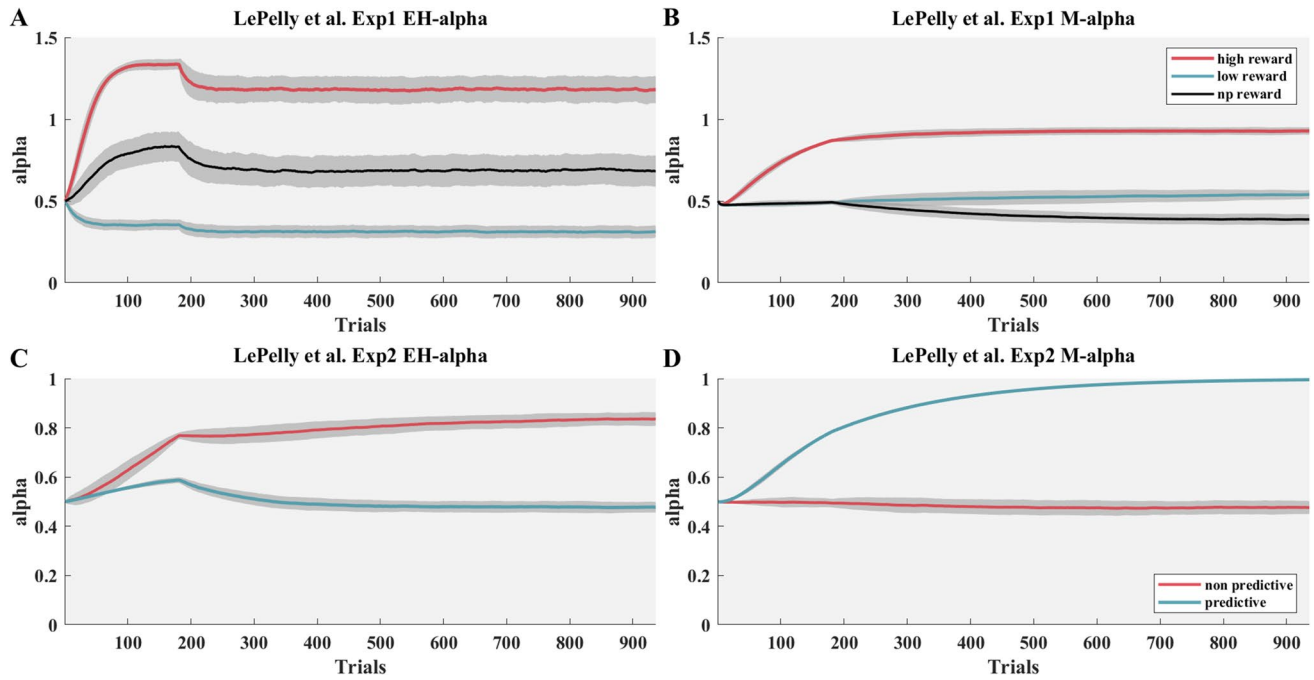 A
LePelly et al. Exp1 EH-alpha
1.5
1
0.5
0
alpha
100 200 300 400 500 600 700 800 900
Trials
B
LePelly et al. Exp1 M-alpha
1.5
1
0.5
0
alpha
high reward
low reward
np reward
100 200 300 400 500 600 700 800 900
Trials
C
LePelly et al. Exp2 EH-alpha
1
0.8
0.6
0.4
0.2
0
alpha
100 200 300 400 500 600 700 800 900
Trials
D
LePelly et al. Exp2 M-alpha
1
0.8
0.6
0.4
0.2
0
alpha
non predictive
predictive
100 200 300 400 500 600 700 800 900
Trials